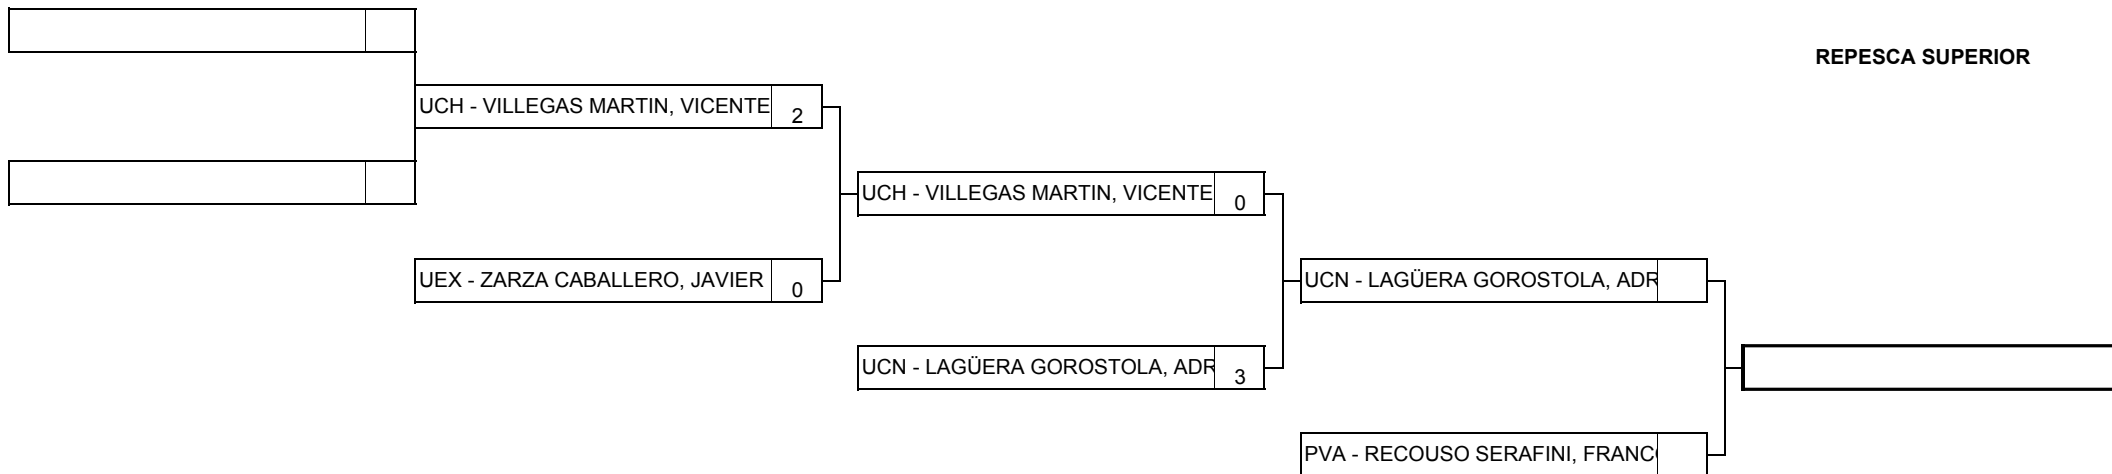 REPESCA SUPERIOR
UCH - VILLEGAS MARTIN, VICENTE 2
UCH - VILLEGAS MARTIN, VICENTE 0
UEX - ZARZA CABALLERO, JAVIER 0
UCN - LAGÜERA GOROSTOLA, ADR
UCN - LAGÜERA GOROSTOLA, ADR 3
PVA - RECOUSO SERAFINI, FRANC